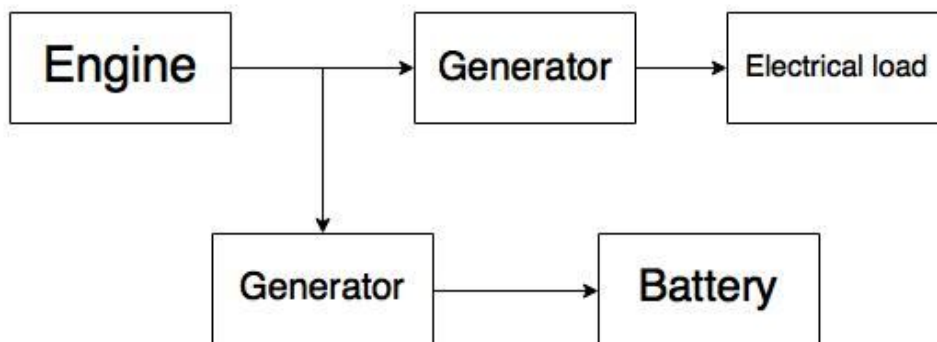 Engine
Generator
Electrical load
Generator
Battery